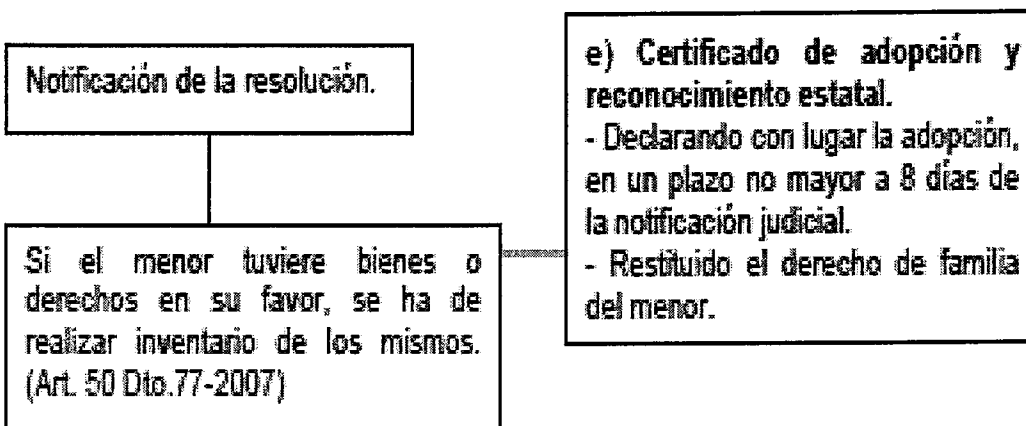 Notificación de la resolución.
Si el menor tuviere bienes o
derechos en su favor, se ha de
realizar inventario de los mismos.
(Art. 50 Dto.77-2007)
e) Certificado de adopción y
reconocimiento estatal.
- Declarando con lugar la adopción,
en un plazo no mayor a 8 días de
la notificación judicial.
- Restituido el derecho de familia
del menor.